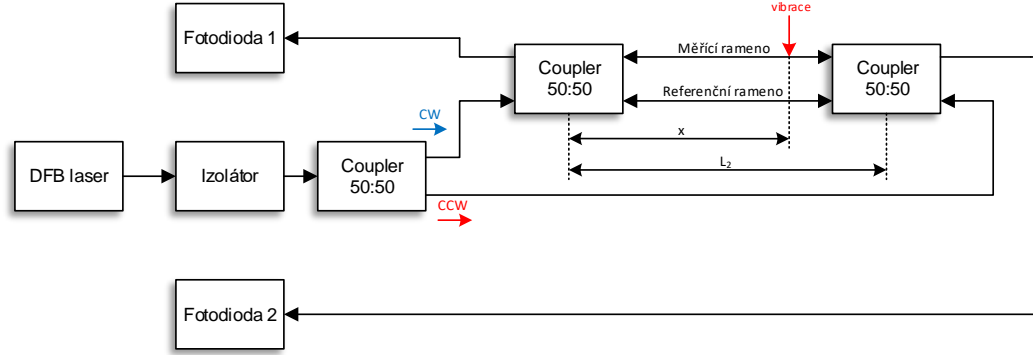 vibrace
Fotodioda 1
Coupler
50:50
Měřící rameno
Referenční rameno
Coupler
50:50
CW
x
DFB laser
Izolátor
Coupler
50:50
L2
CCW
Fotodioda 2